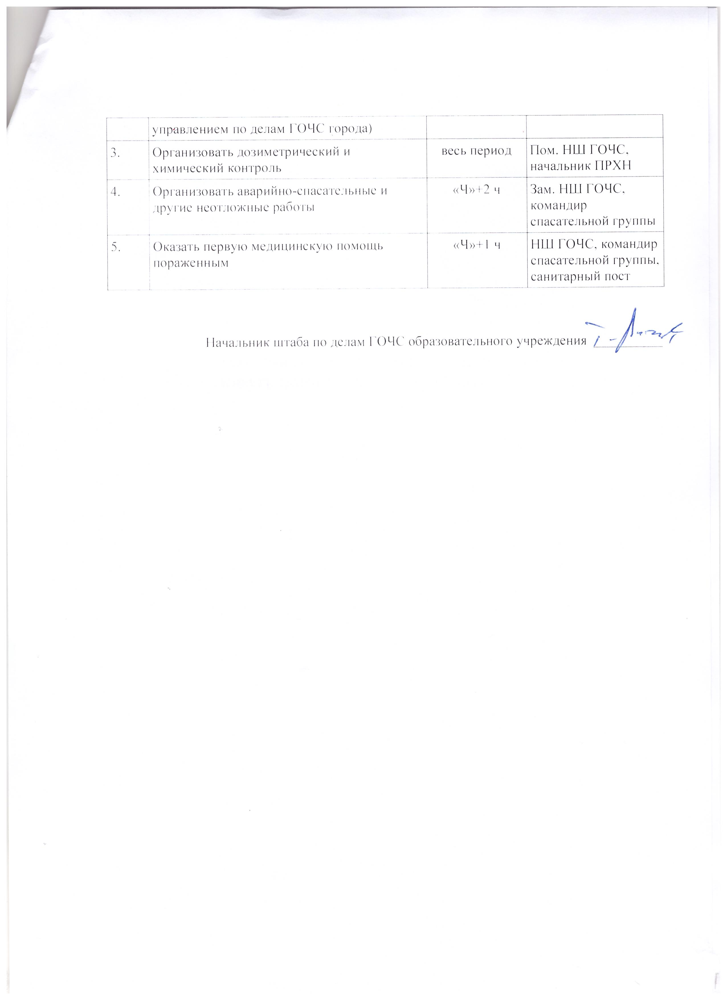 управлением по делам ГОЧС города)
3.
Организовать дозиметрический и
химический контроль
весь период
Пом. НШ ГОЧС,
начальник ПРХН
4.
Организовать аварийно-спасательные и
другие неотложные работы
«Ч»+2 ч
Зам. НШ ГОЧС,
командир
спасательной группы
5.
Оказать первую медицинскую помощь
пораженным
«Ч»+1 ч
НШ ГОЧС, командир
спасательной группы,
санитарный пост
Начальник штаба по делам ГОЧС образовательного учреждения